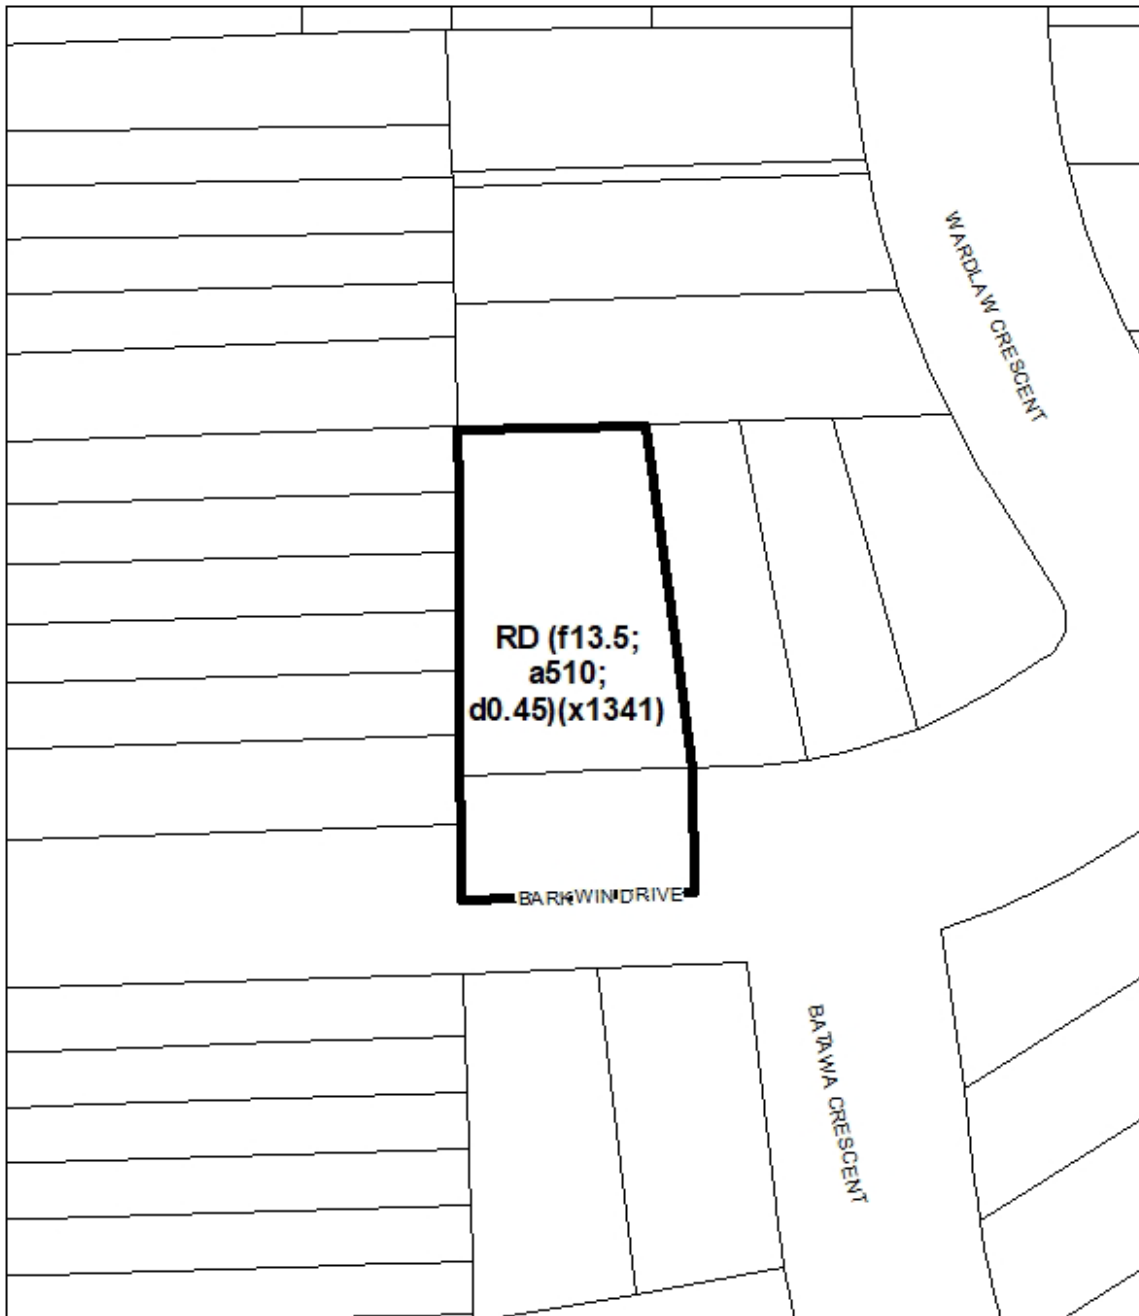 WARDLAW CRESCENT
RD (f13.5;
a510;
d0.45)(x1341)
BARKWIN DRIVE
BATAWA CRESCENT